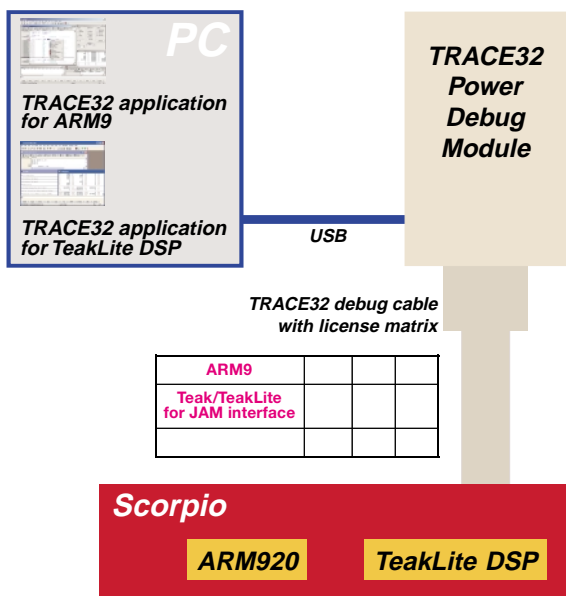 PC
TRACE32 application
for ARM9
TRACE32 application
for TeakLite DSP
TRACE32
Power
Debug
Module
USB
TRACE32 debug cable
with license matrix
ARM9
Teak/TeakLite
for JAM interface
Scorpio
ARM920
TeakLite DSP